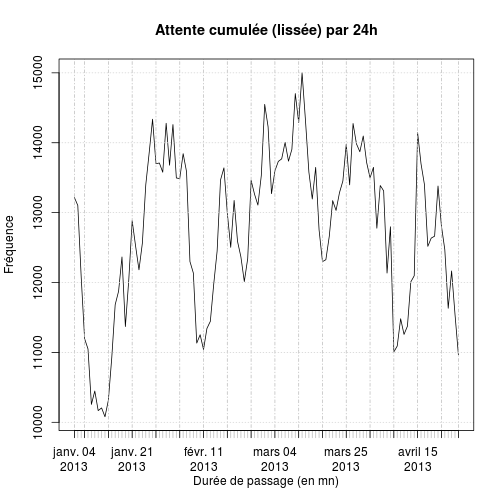 Attente cumulée (lissée) par 24h
Fréquence
15000
14000
13000
12000
11000
10000
janv. 04 janv. 21 févr. 11 mars 04 mars 25 avril 15
2013 2013 2013 2013 2013 2013
Durée de passage (en mn)